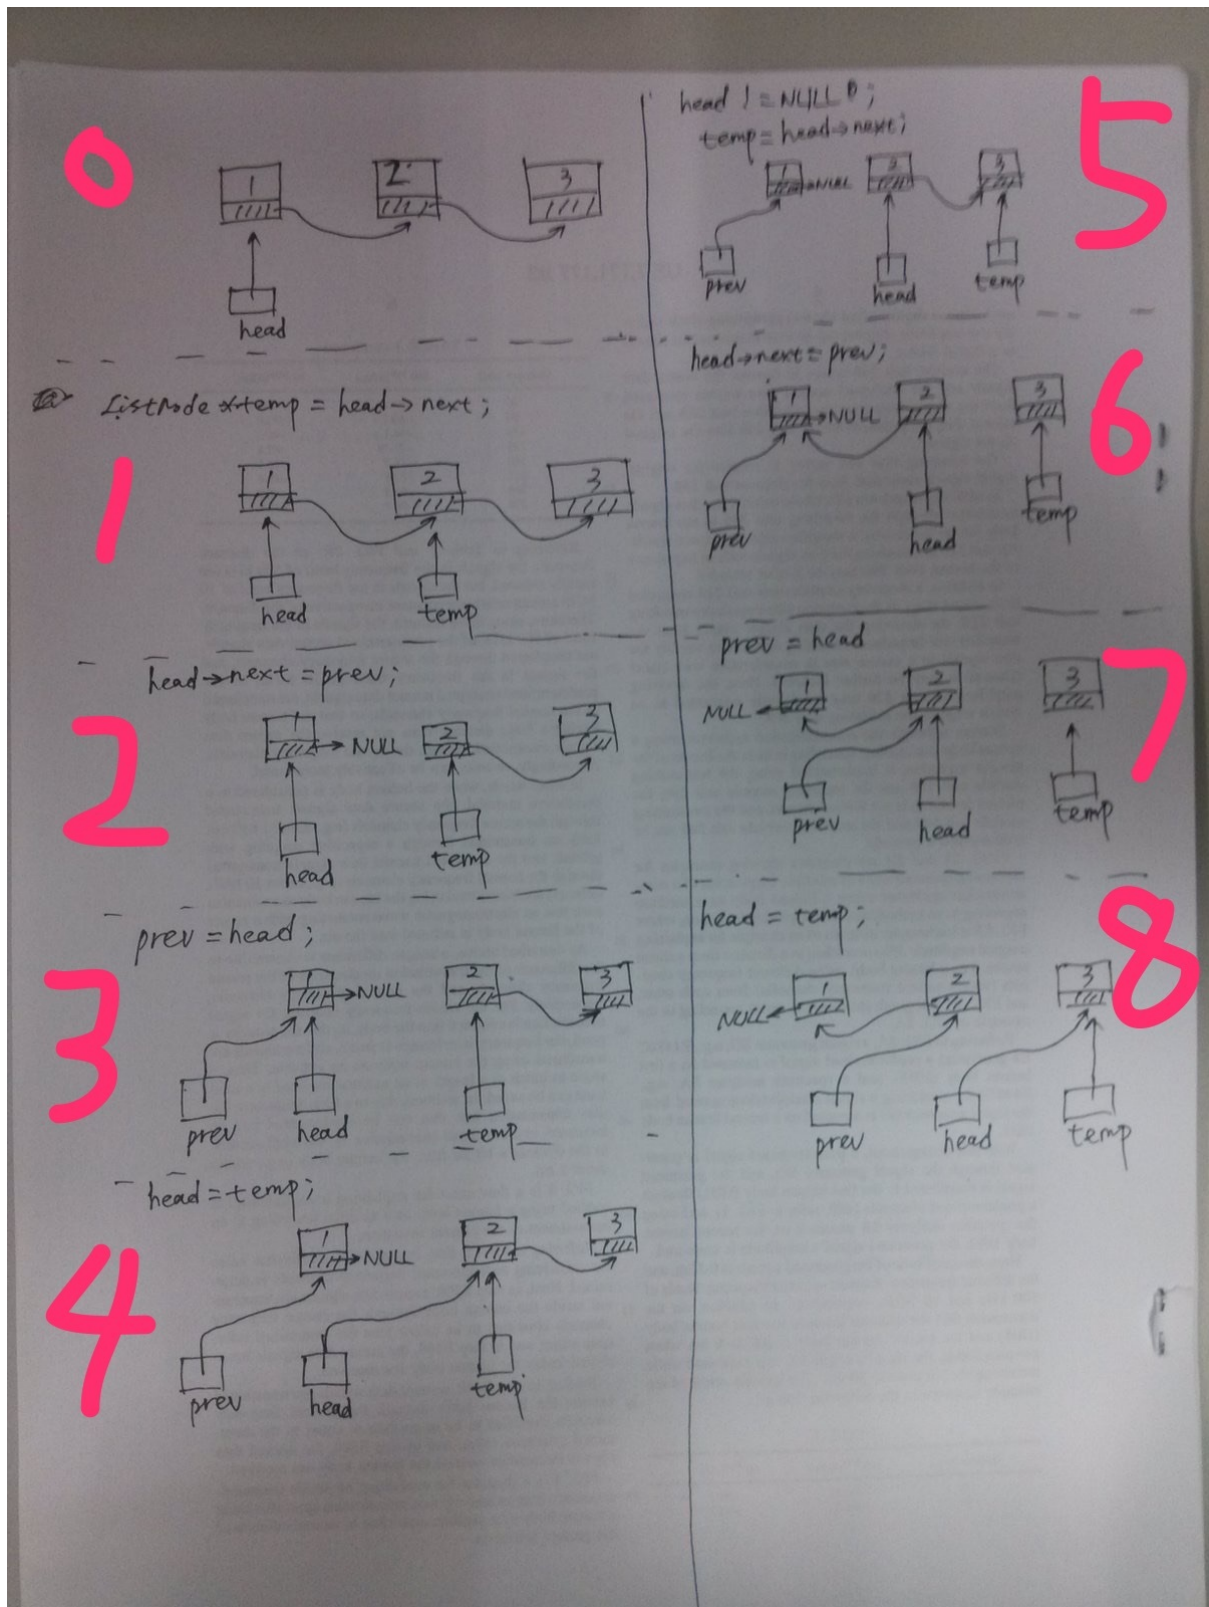 0
1 2 3
head
ListNode *temp = head->next;
1
1 2 3
head temp
head->next = prev;
2
1 → NULL 2 3
head temp
prev = head;
3
1 → NULL 2 3
prev head temp
head = temp;
4
1 → NULL 2 3
prev head temp
head != NULL;
temp = head->next;
5
1 → NULL 2 3
prev head temp
head->next = prev;
6
1 → NULL 2 3
prev head temp
prev = head
7
NULL ← 1 2 3
prev head temp
head = temp;
8
NULL ← 1 2 3
prev head temp